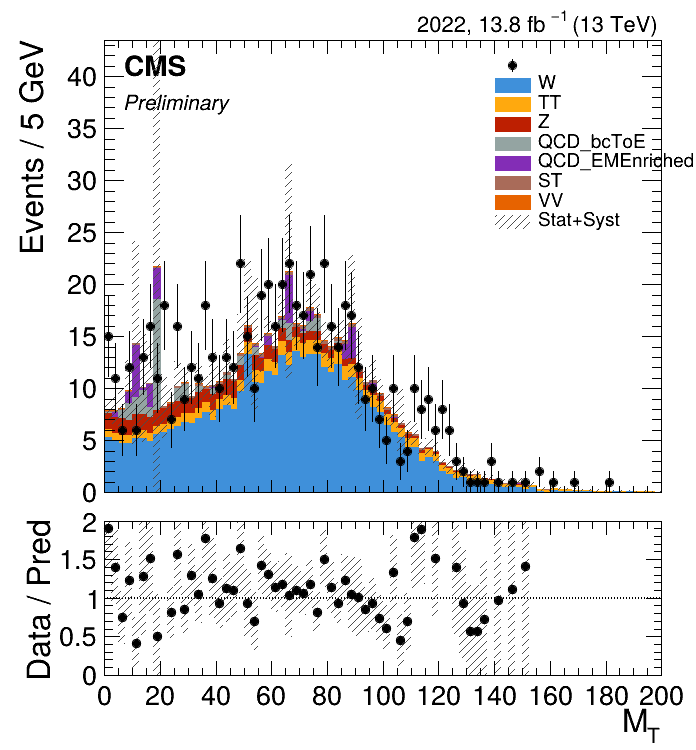 2022, 13.8 fb⁻¹ (13 TeV)
Events / 5 GeV
CMS
Preliminary
W
TT
Z
QCD_bcToE
QCD_EMEnriched
ST
VV
Stat+Syst
40
35
30
25
20
15
10
5
0
Data / Pred
2
1.5
1
0.5
0
0 20 40 60 80 100 120 140 160 180 200
M_T